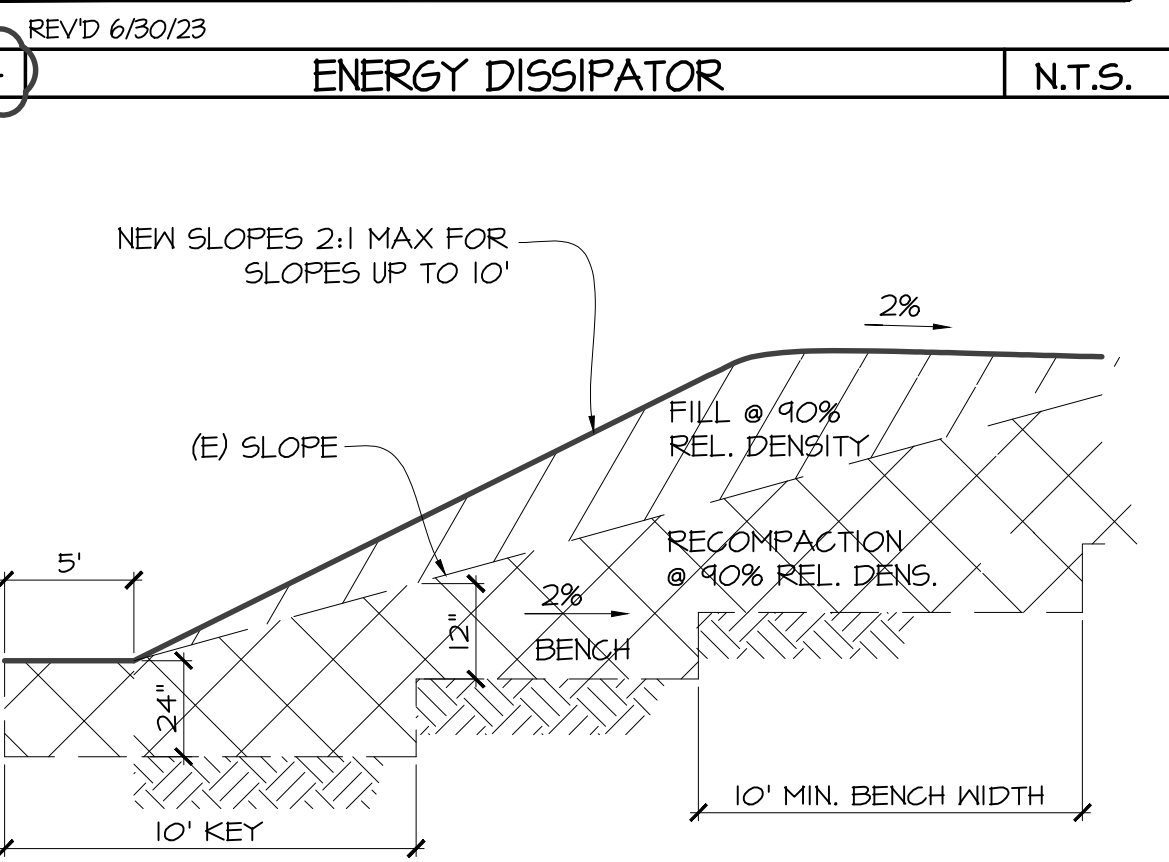 REV'D 6/30/23
ENERGY DISSIPATOR
N.T.S.
NEW SLOPES 2:1 MAX FOR
SLOPES UP TO 10'
2%
FILL @ 90%
REL. DENSITY
(E) SLOPE
RECOMPACTION
@ 90% REL. DENS.
5'
2%
12"
BENCH
24"
10' MIN. BENCH WIDTH
10' KEY